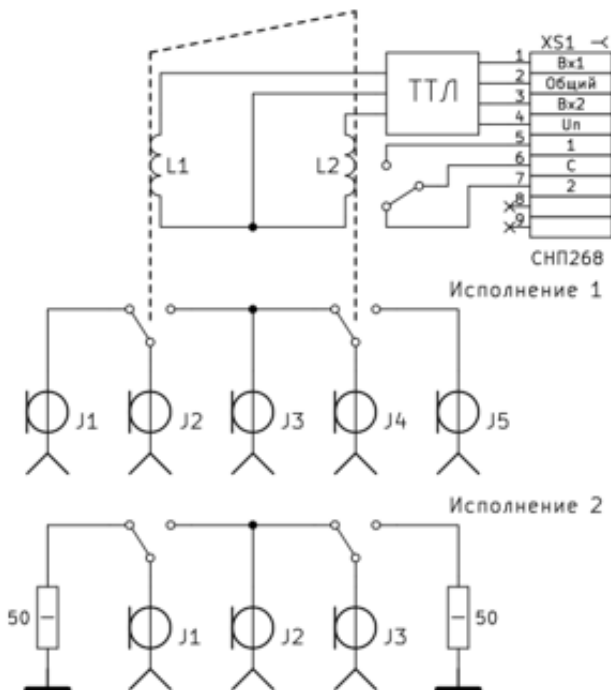 XS1
1 Вх1
2 Общий
3 Вх2
4 Uп
5 1
6 С
7 2
8
9
СНП268
ТТЛ
L1
L2
Исполнение 1
J1 J2 J3 J4 J5
Исполнение 2
50 J1 J2 J3 50